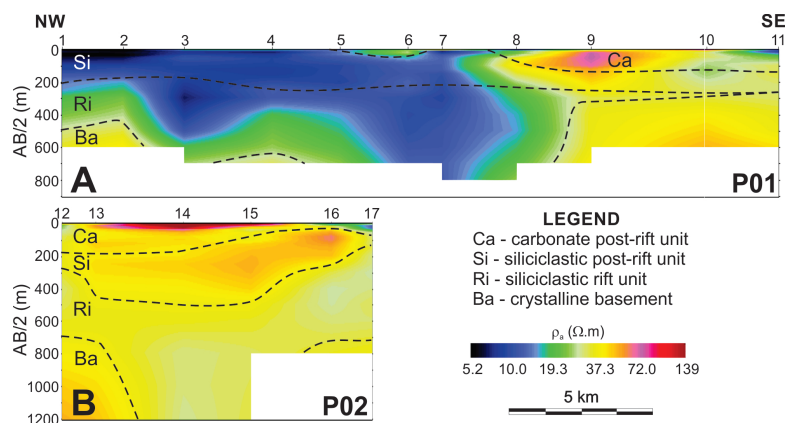 NW SE
1 2 3 4 5 6 7 8 9 10 11
0
200
400
600
800
AB/2 (m)
Si
Ri
Ba
Ca
A
P01
12 13 14 15 16 17
0
200
400
600
800
1000
1200
AB/2 (m)
Ca
Si
Ri
Ba
B
P02
LEGEND
Ca - carbonate post-rift unit
Si - siliciclastic post-rift unit
Ri - siliciclastic rift unit
Ba - crystalline basement
ρa (Ω.m)
5.2 10.0 19.3 37.3 72.0 139
5 km